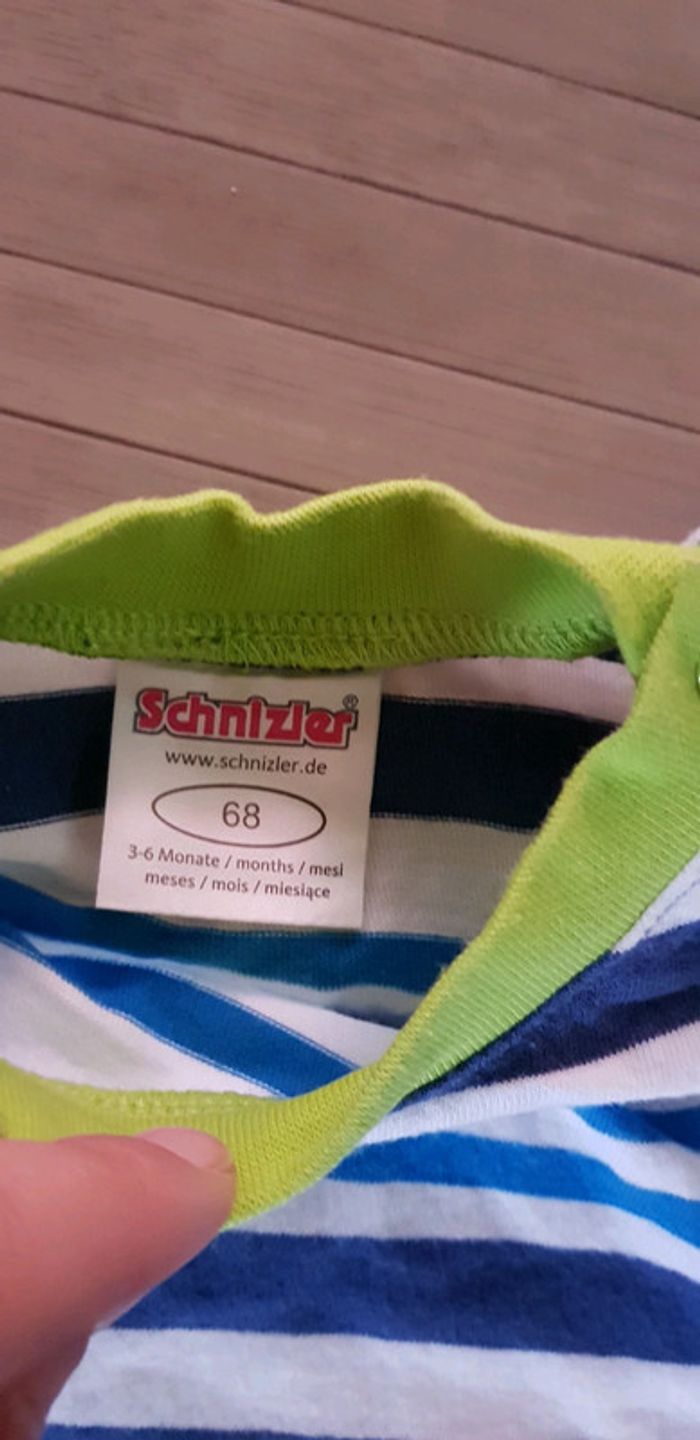 Schnizler®
www.schnizler.de
68
3-6 Monate / months / mesi
meses / mois / miesiące